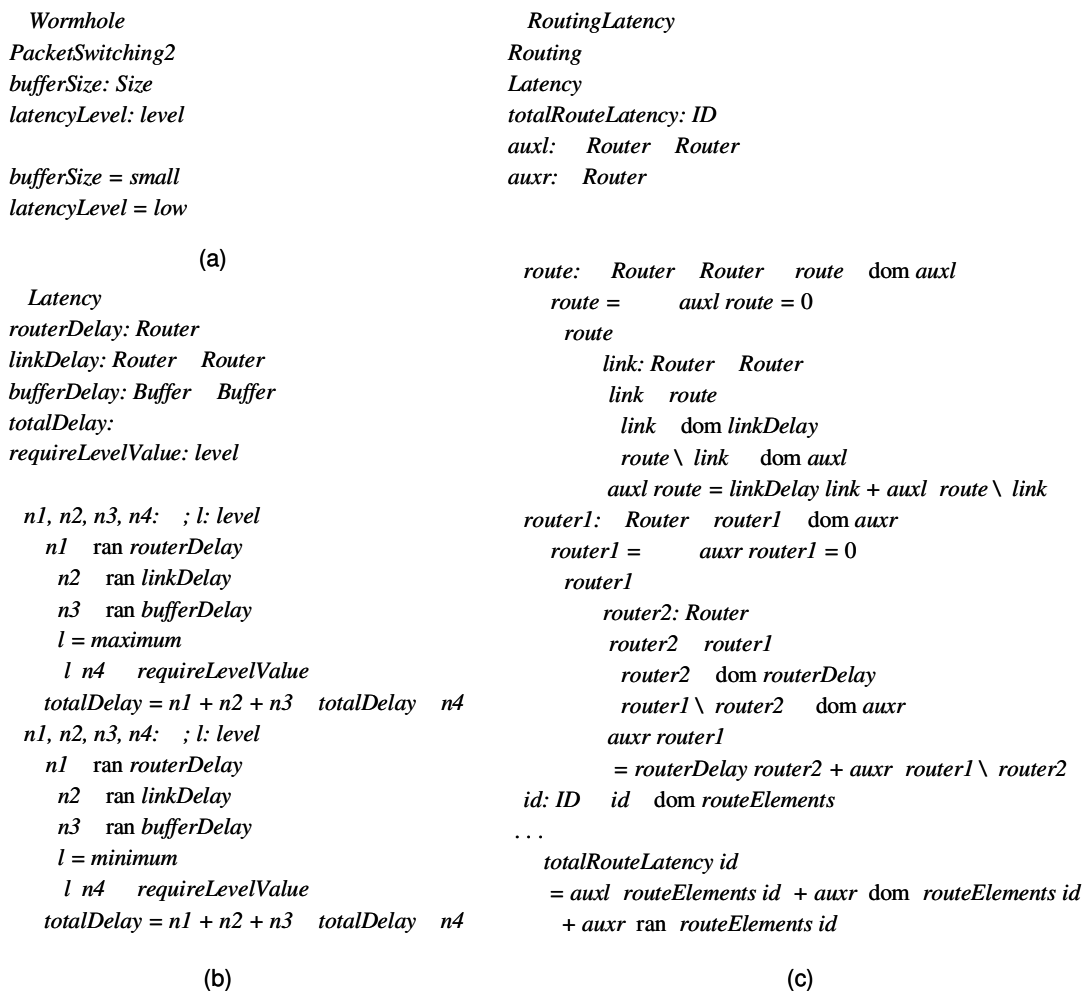 Wormhole
PacketSwitching2
bufferSize: Size
latencyLevel: level
bufferSize = small
latencyLevel = low
(a)
Latency
routerDelay: Router
linkDelay: Router Router
bufferDelay: Buffer Buffer
totalDelay:
requireLevelValue: level
n1, n2, n3, n4: ; l: level
n1 ran routerDelay
n2 ran linkDelay
n3 ran bufferDelay
l = maximum
l n4 requireLevelValue
totalDelay = n1 + n2 + n3 totalDelay n4
n1, n2, n3, n4: ; l: level
n1 ran routerDelay
n2 ran linkDelay
n3 ran bufferDelay
l = minimum
l n4 requireLevelValue
totalDelay = n1 + n2 + n3 totalDelay n4
(b)
RoutingLatency
Routing
Latency
totalRouteLatency: ID
auxl: Router Router
auxr: Router
route: Router Router route dom auxl
route = auxl route = 0
route
link: Router Router
link route
link dom linkDelay
route \ link dom auxl
auxl route = linkDelay link + auxl route \ link
router1: Router router1 dom auxr
router1 = auxr router1 = 0
router1
router2: Router
router2 router1
router2 dom routerDelay
router1 \ router2 dom auxr
auxr router1
= routerDelay router2 + auxr router1 \ router2
id: ID id dom routeElements
. . .
totalRouteLatency id
= auxl routeElements id + auxr dom routeElements id
+ auxr ran routeElements id
(c)